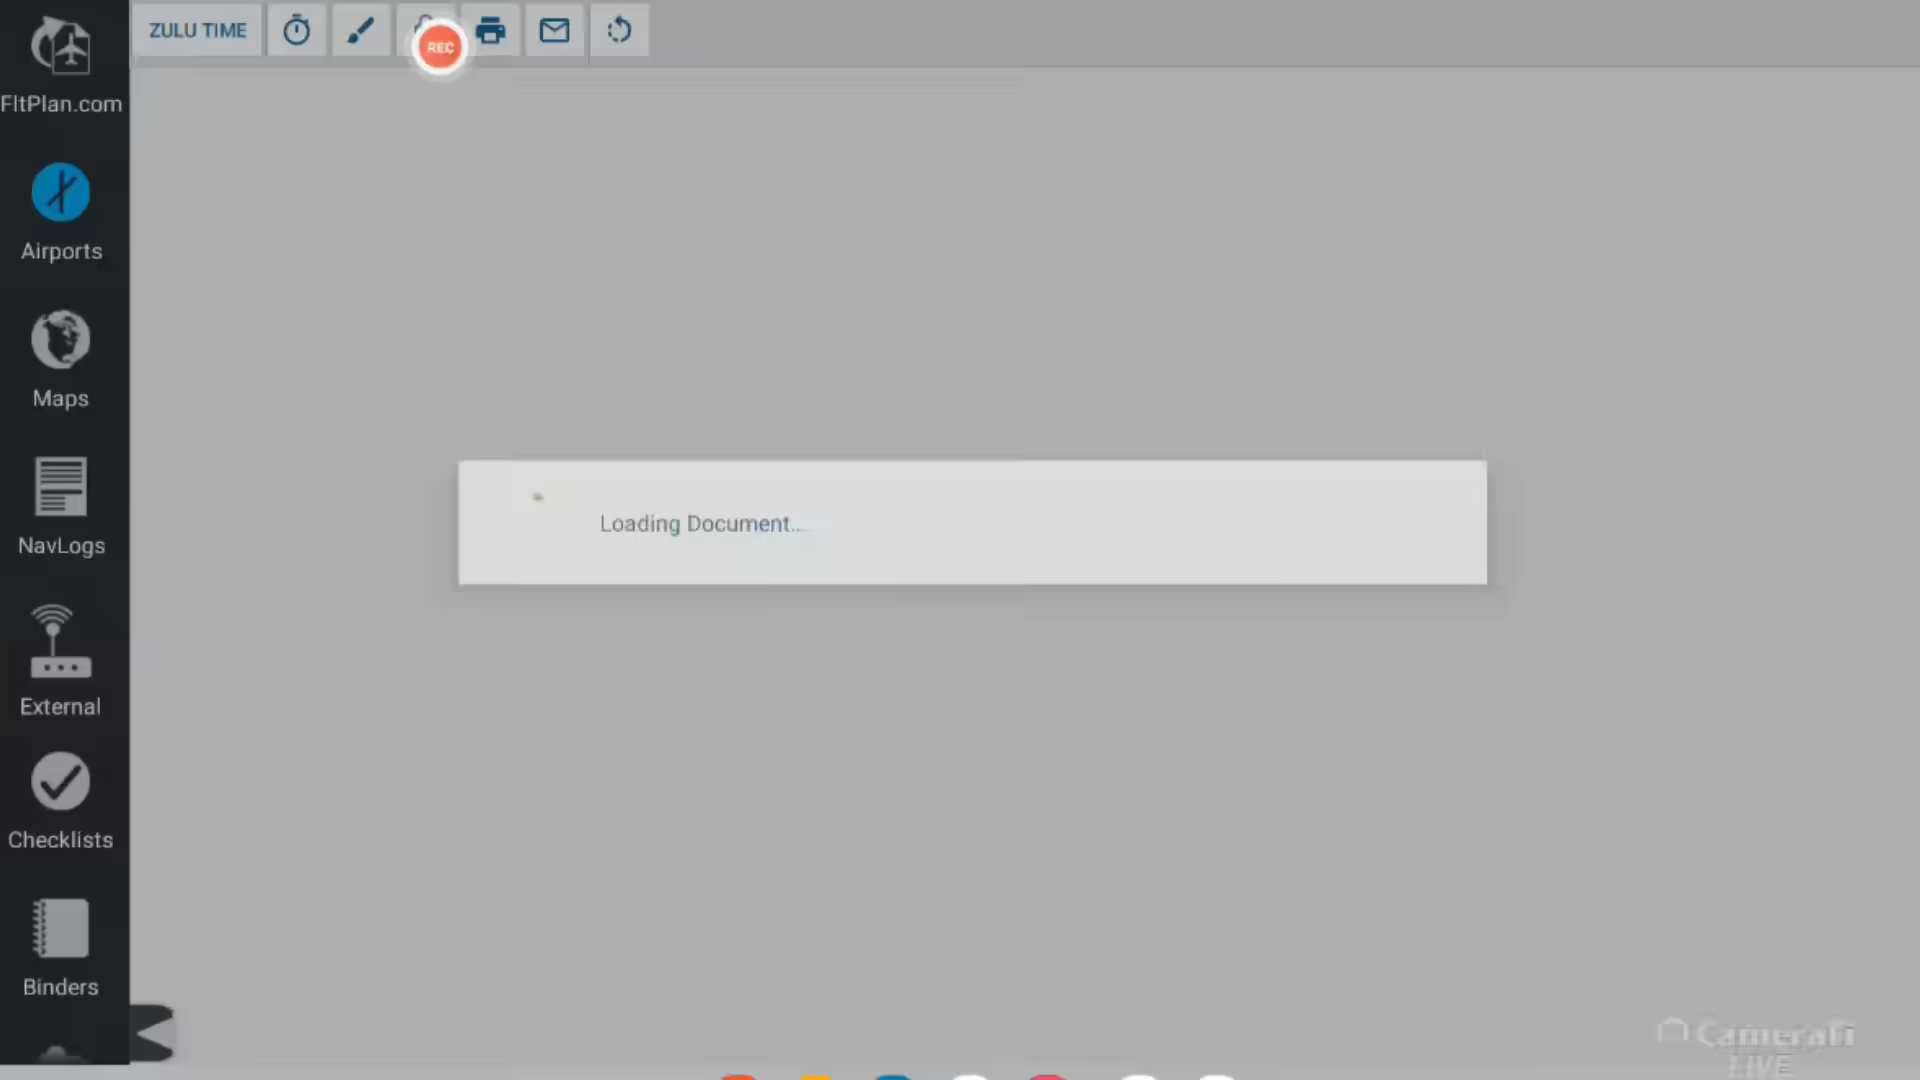 ZULU TIME
REC
FltPlan.com
Airports
Maps
NavLogs
External
Checklists
Binders
Loading Document...
CameraFi
LIVE